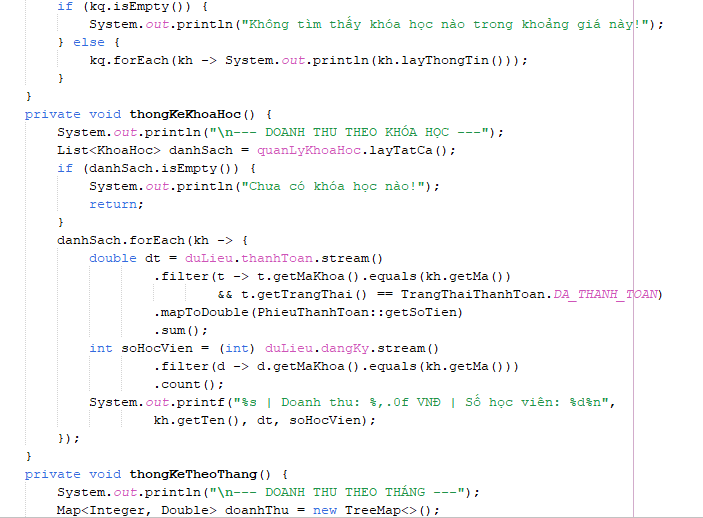 if (kq.isEmpty()) {
System.out.println("Không tìm thấy khóa học nào trong khoảng giá này!");
} else {
kq.forEach(kh -> System.out.println(kh.layThongTin()));
}
}
private void thongKeKhoaHoc() {
System.out.println("\n--- DOANH THU THEO KHÓA HỌC ---");
List<KhoaHoc> danhSach = quanLyKhoaHoc.layTatCa();
if (danhSach.isEmpty()) {
System.out.println("Chưa có khóa học nào!");
return;
}
danhSach.forEach(kh -> {
double dt = duLieu.thanhToan.stream()
.filter(t -> t.getMaKhoa().equals(kh.getMa())
&& t.getTrangThai() == TrangThaiThanhToan.DA_THANH_TOAN)
.mapToDouble(PhieuThanhToan::getSoTien)
.sum();
int soHocVien = (int) duLieu.dangKy.stream()
.filter(d -> d.getMaKhoa().equals(kh.getMa()))
.count();
System.out.printf("%s | Doanh thu: %,.0f VNĐ | Số học viên: %d%n",
kh.getTen(), dt, soHocVien);
});
}
private void thongKeTheoThang() {
System.out.println("\n--- DOANH THU THEO THÁNG ---");
Map<Integer, Double> doanhThu = new TreeMap<>();